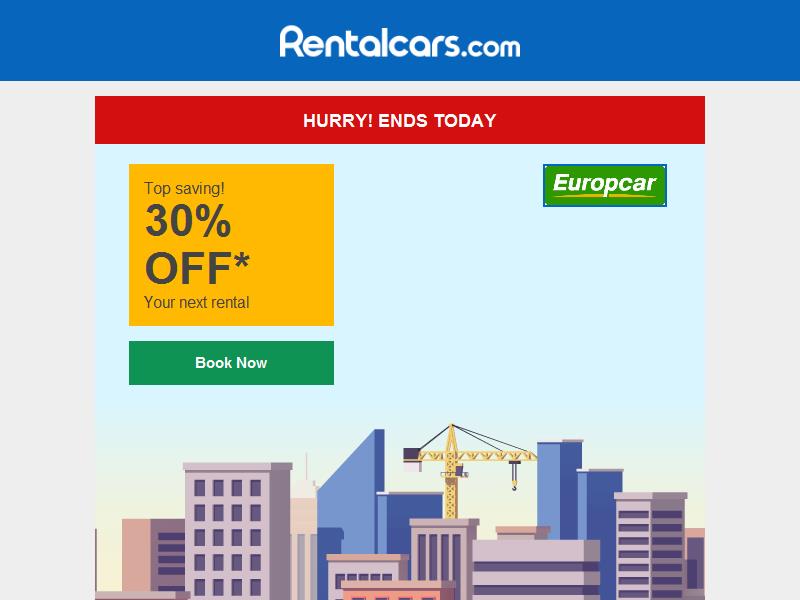 Rentalcars.com
HURRY! ENDS TODAY
Top saving!
30%
OFF*
Your next rental
Europcar
Book Now